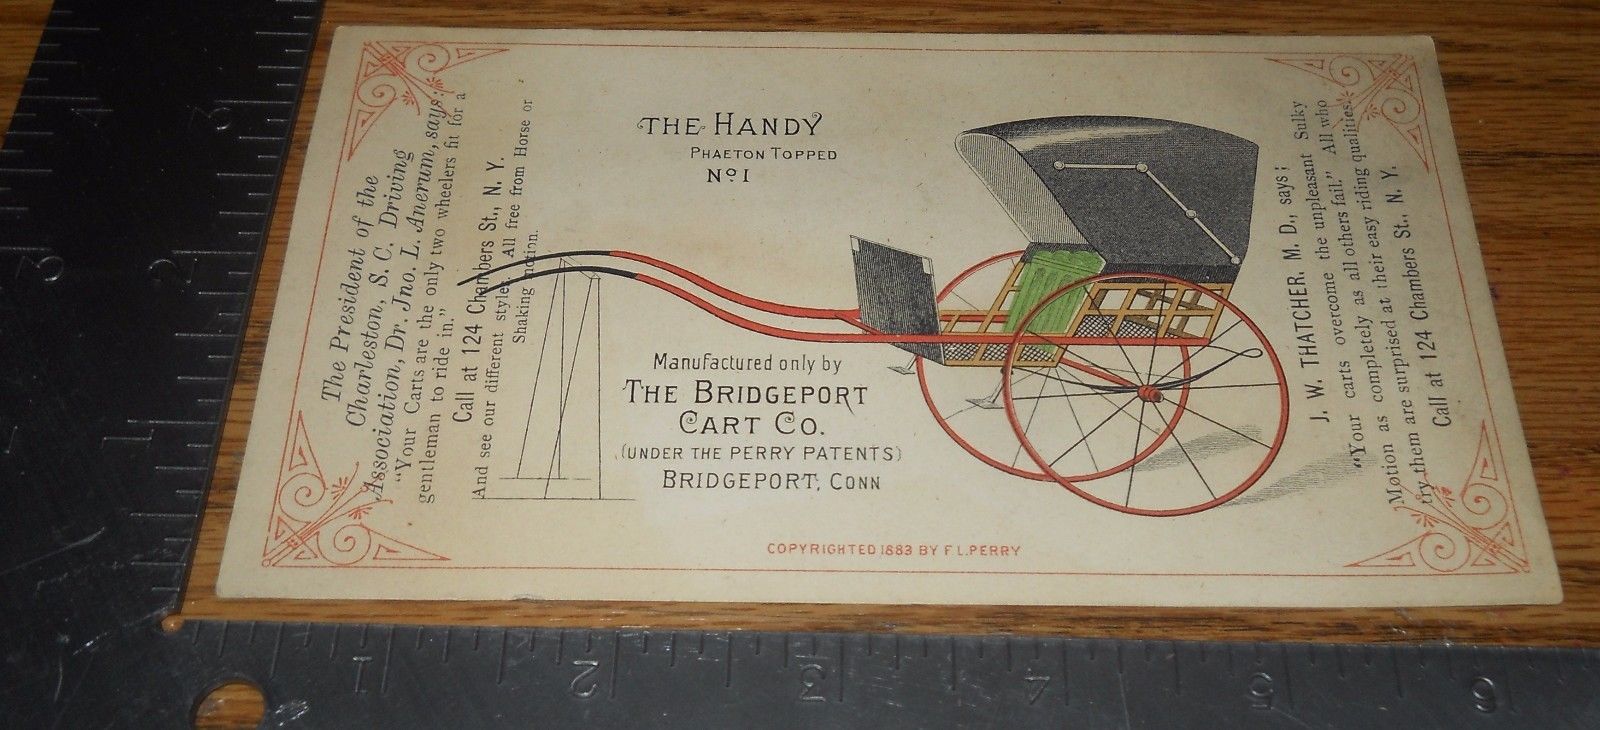 The President of the
Charleston, S. C. Driving
Association, Dr. Jno. L. Anerum, says:
"Your Carts are the only two wheelers fit for a
gentleman to ride in."
Call at 124 Chambers St., N. Y.
And see our different styles, All free from Horse or
Shaking motion.
THE HANDY
PHAETON TOPPED
No. 1
Manufactured only by
THE BRIDGEPORT
CART CO.
(UNDER THE PERRY PATENTS)
BRIDGEPORT, CONN
COPYRIGHTED 1883 BY F L. PERRY
J. W. THATCHER. M. D., says;
"Your carts overcome the unpleasant Sulky
Motion as completely as all others fail." All who
try them are surprised at their easy riding qualities.
Call at 124 Chambers St., N. Y.
3
2
1
2
3
4
5
6